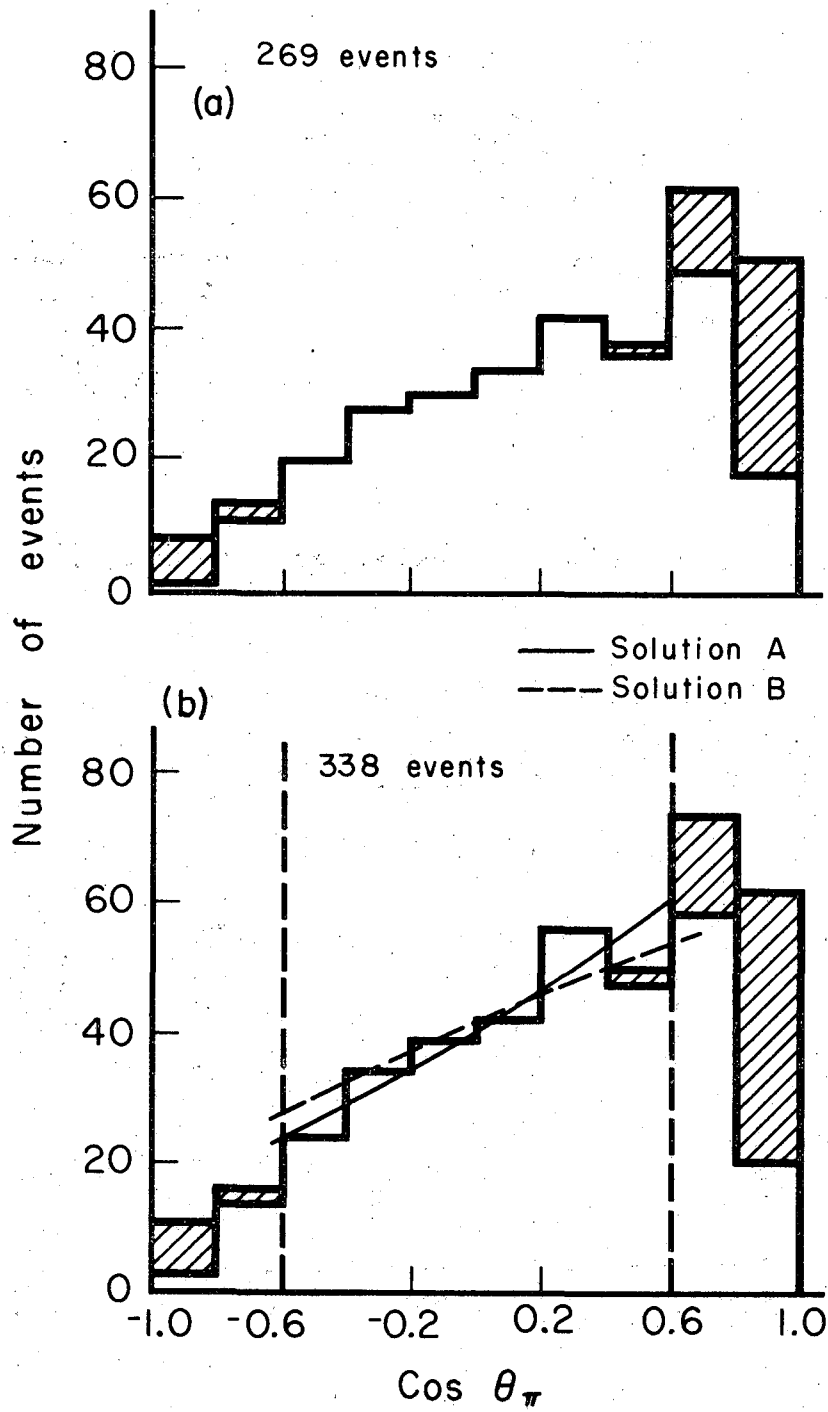 269 events
(a)
80
60
40
20
0
Number of events
Solution A
Solution B
(b)
338 events
80
60
40
20
0
-1.0 -0.6 -0.2 0.2 0.6 1.0
Cos θπ